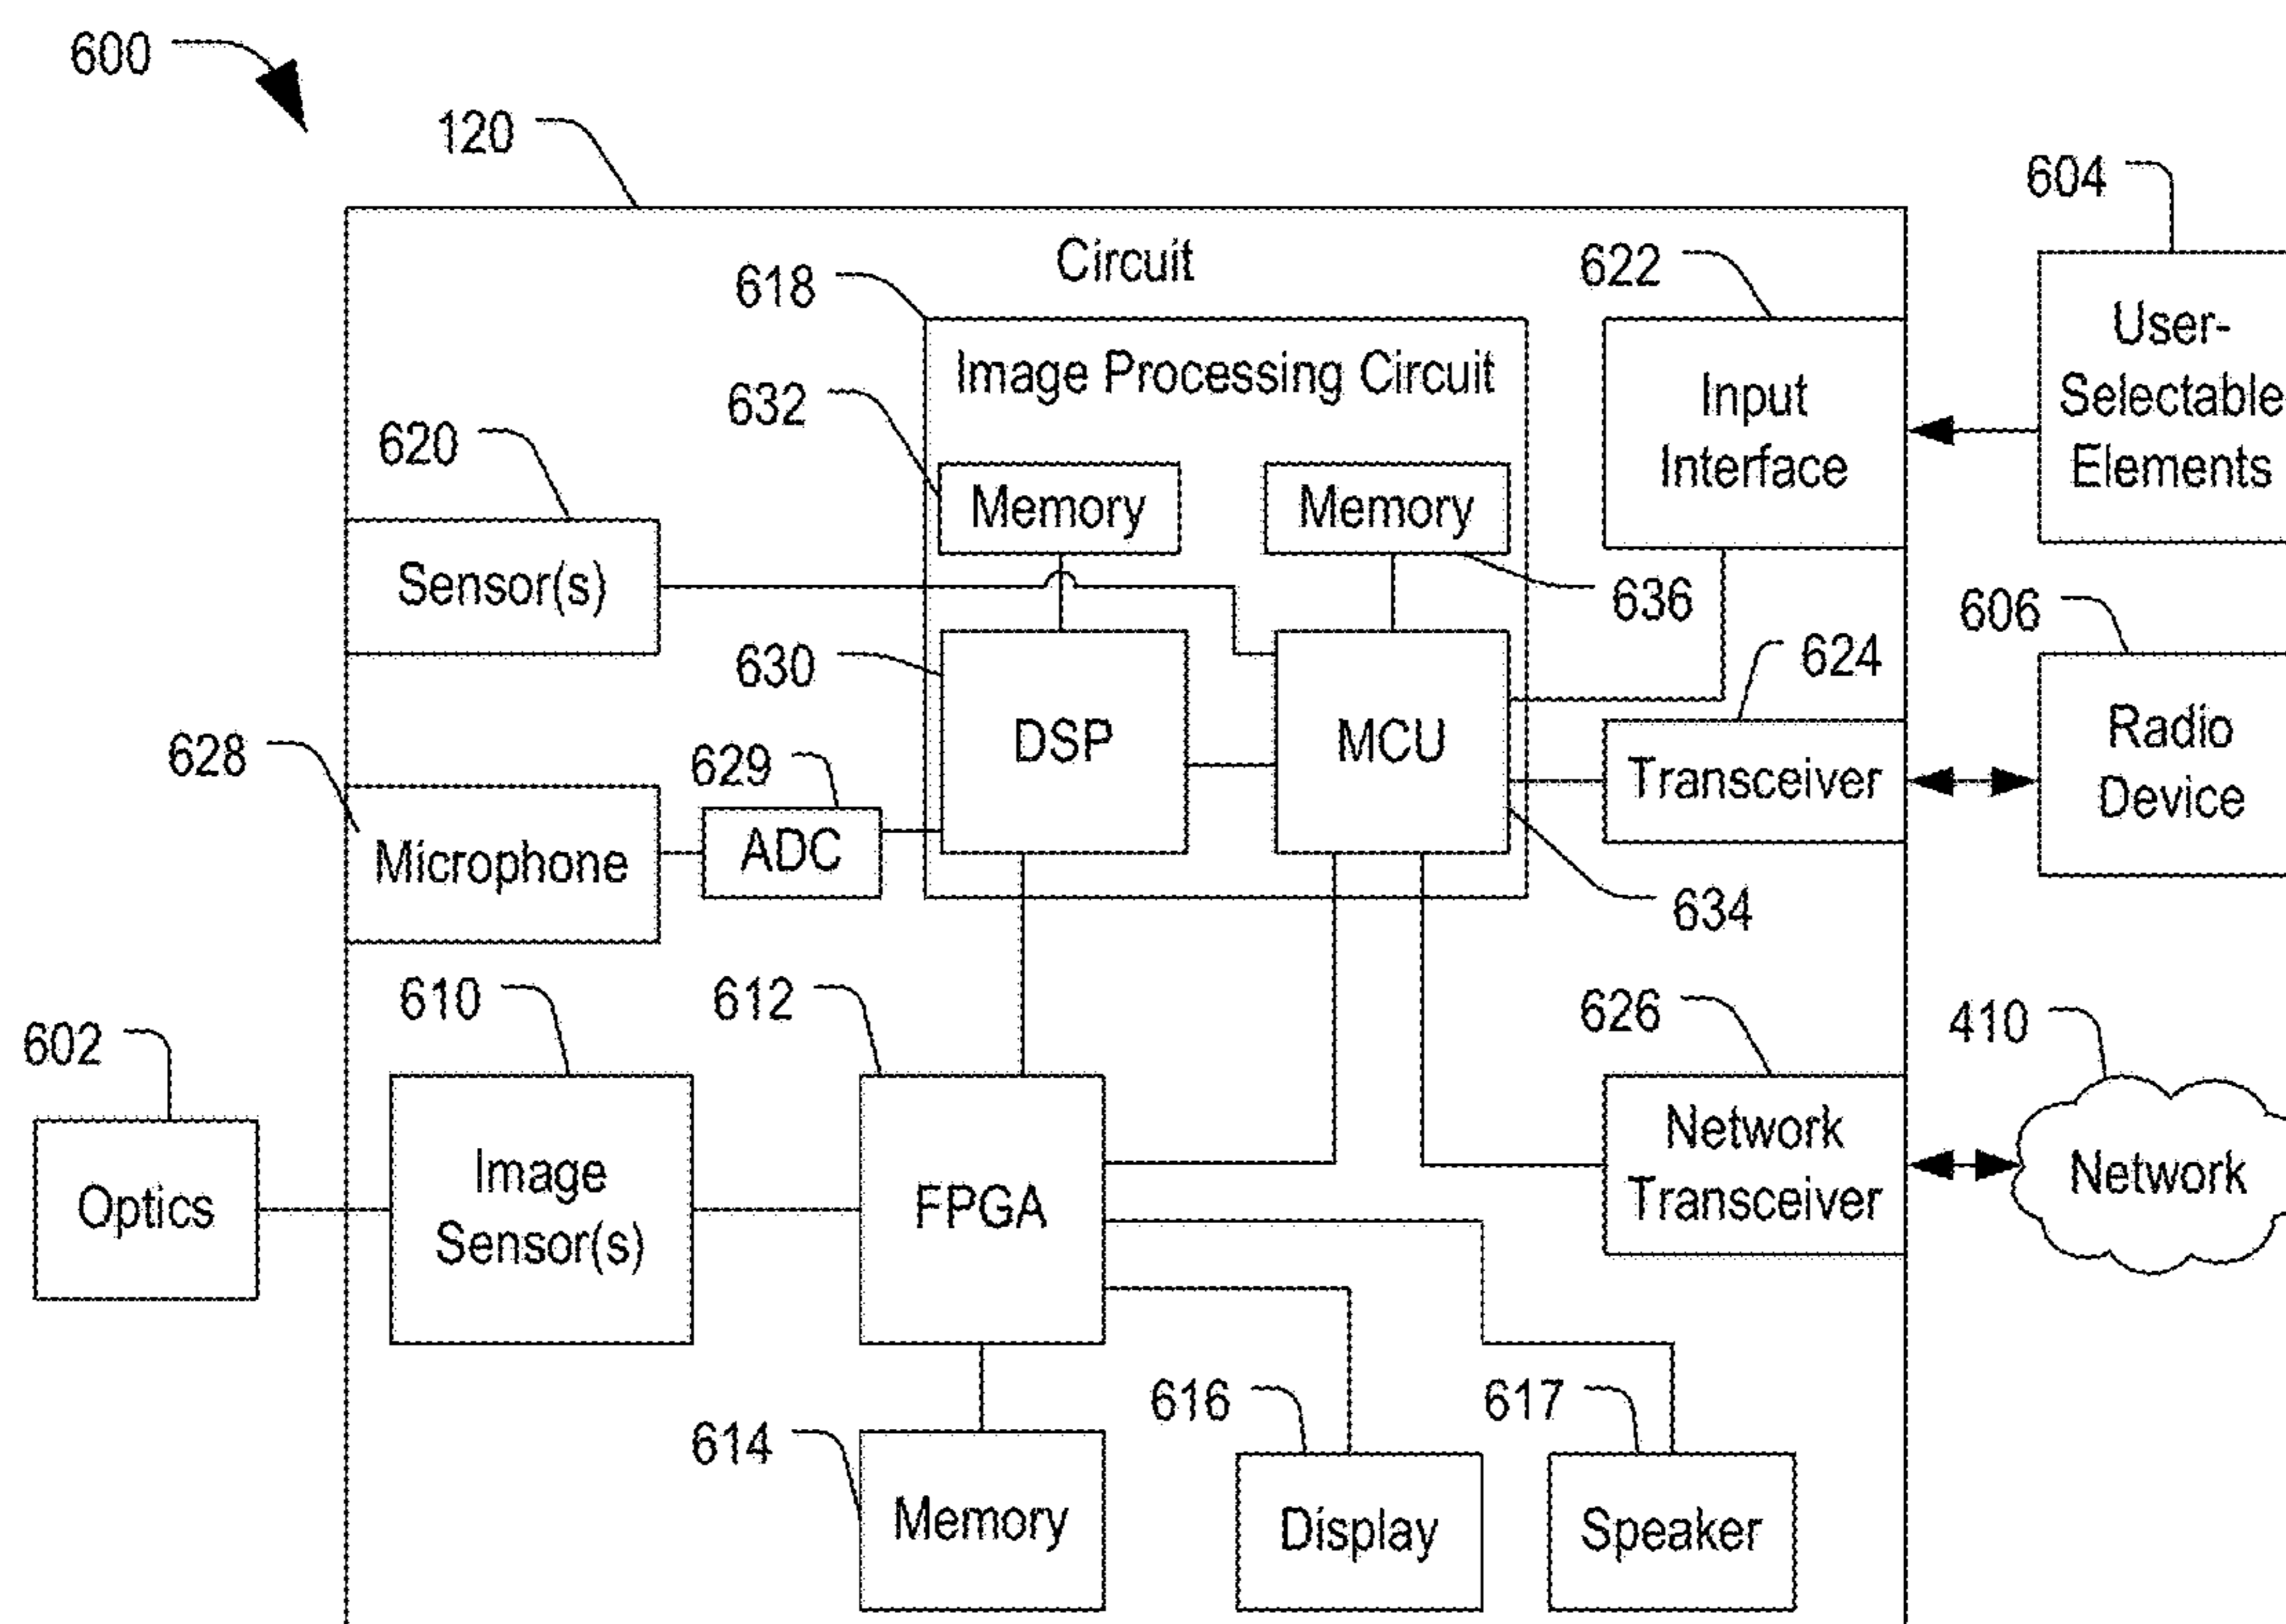 600
120
604
Circuit
618
622
User-
Selectable
Elements
Image Processing Circuit
632
Input
Interface
620
Memory
Memory
Sensor(s)
636
606
630
624
DSP
MCU
Radio
Device
628
629
Transceiver
Microphone
ADC
634
610
612
626
410
602
Optics
Image
Sensor(s)
FPGA
Network
Transceiver
Network
614
616
617
Memory
Display
Speaker